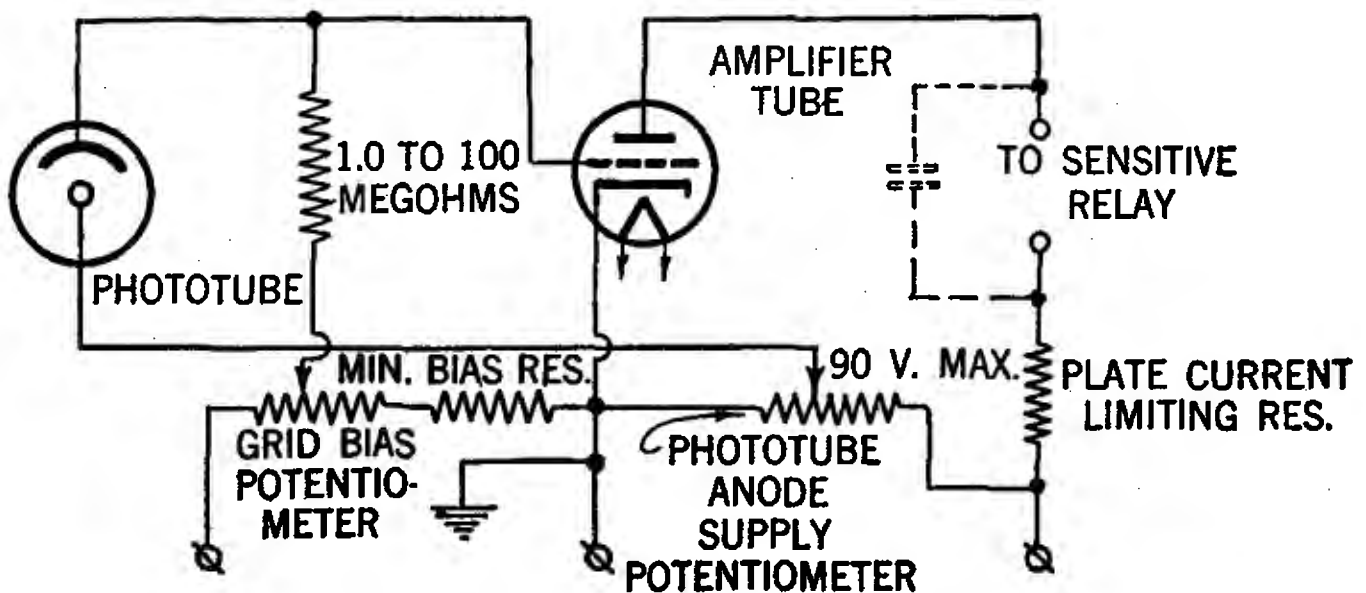 AMPLIFIER
TUBE
1.0 TO 100
MEGOHMS
TO SENSITIVE
RELAY
PHOTOTUBE
MIN. BIAS RES.
90 V. MAX.
PLATE CURRENT
LIMITING RES.
GRID BIAS
POTENTIO-
METER
PHOTOTUBE
ANODE
SUPPLY
POTENTIOMETER